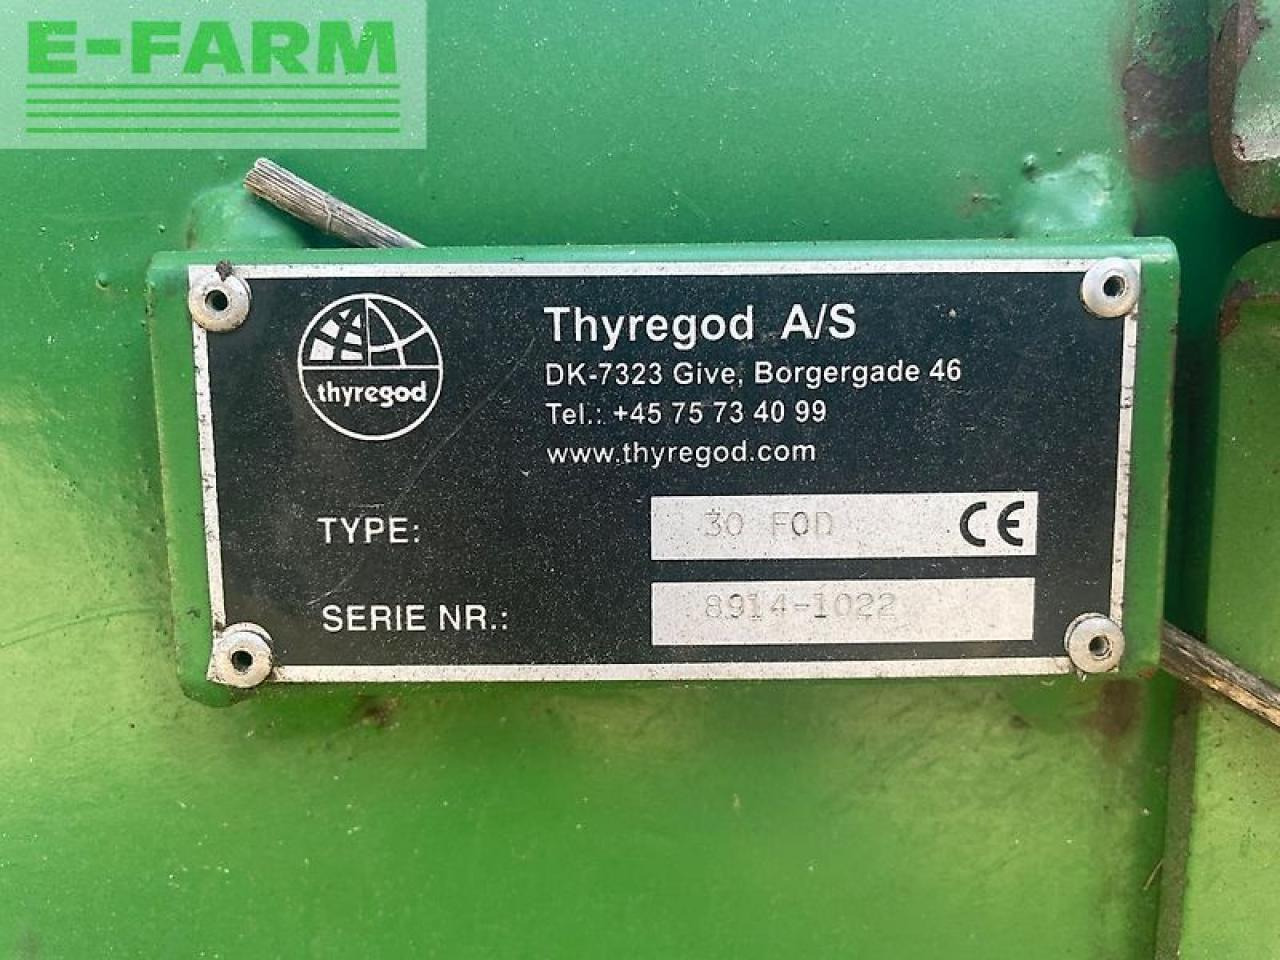 E-FARM
thyregod
Thyregod A/S
DK-7323 Give, Borgergade 46
Tel.: +45 75 73 40 99
www.thyregod.com
TYPE: 30 FOD CE
SERIE NR.: 8914-1022